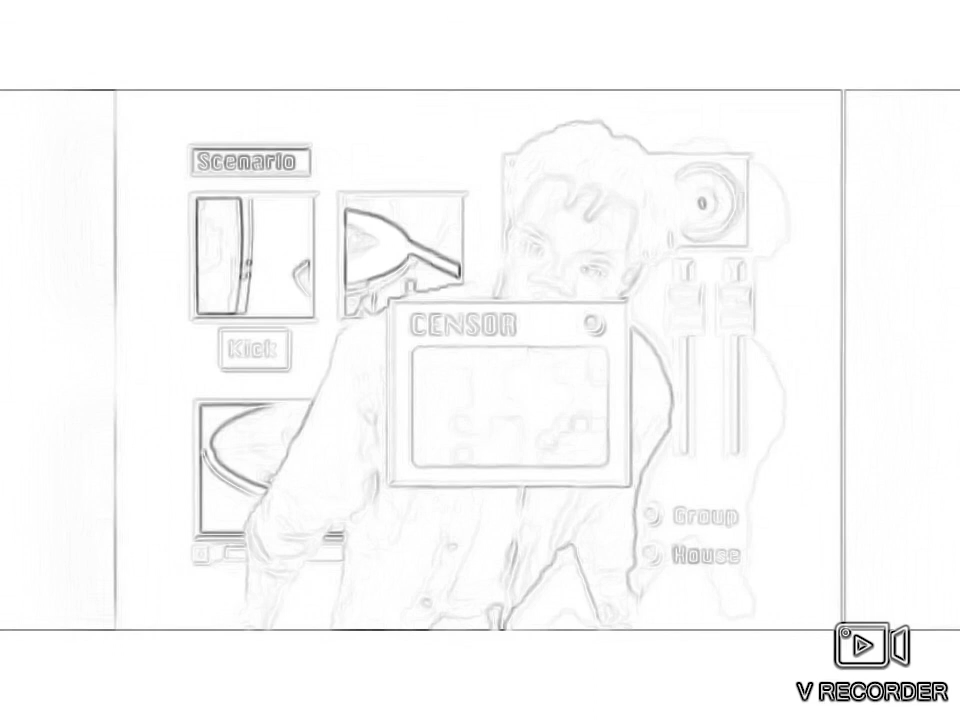 Scenario
CENSOR
Kick
Group
House
V RECORDER